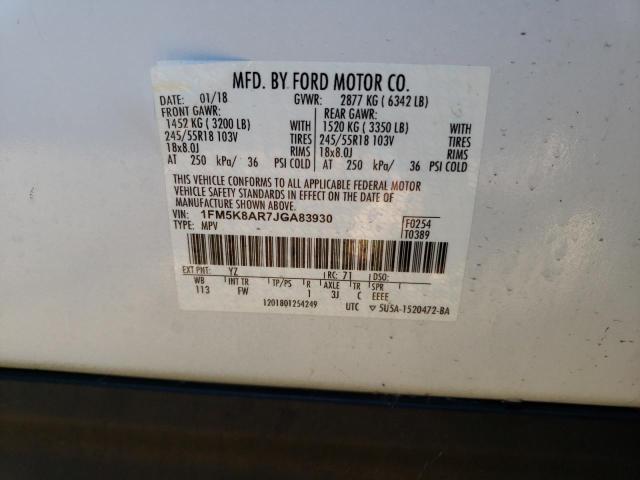 MFD. BY FORD MOTOR CO.
DATE: 01/18 GVWR: 2877 KG ( 6342 LB)
FRONT GAWR: REAR GAWR:
1452 KG ( 3200 LB) WITH 1520 KG ( 3350 LB) WITH
245/55R18 103V TIRES 245/55R18 103V TIRES
18x8.0J RIMS 18x8.0J RIMS
AT 250 kPa/ 36 PSI COLD AT 250 kPa/ 36 PSI COLD
THIS VEHICLE CONFORMS TO ALL APPLICABLE FEDERAL MOTOR
VEHICLE SAFETY STANDARDS IN EFFECT ON THE DATE OF
MANUFACTURE SHOWN ABOVE.
VIN: 1FM5K8AR7JGA83930 F0254
TYPE: MPV T0389
EXT PNT: YZ RC: 71 DSO:
WB INT TR TP/PS R AXLE TR SPR
113 FW 1 3J C EEEE
1201801254249 UTC ▽ 5U5A-1520472-BA